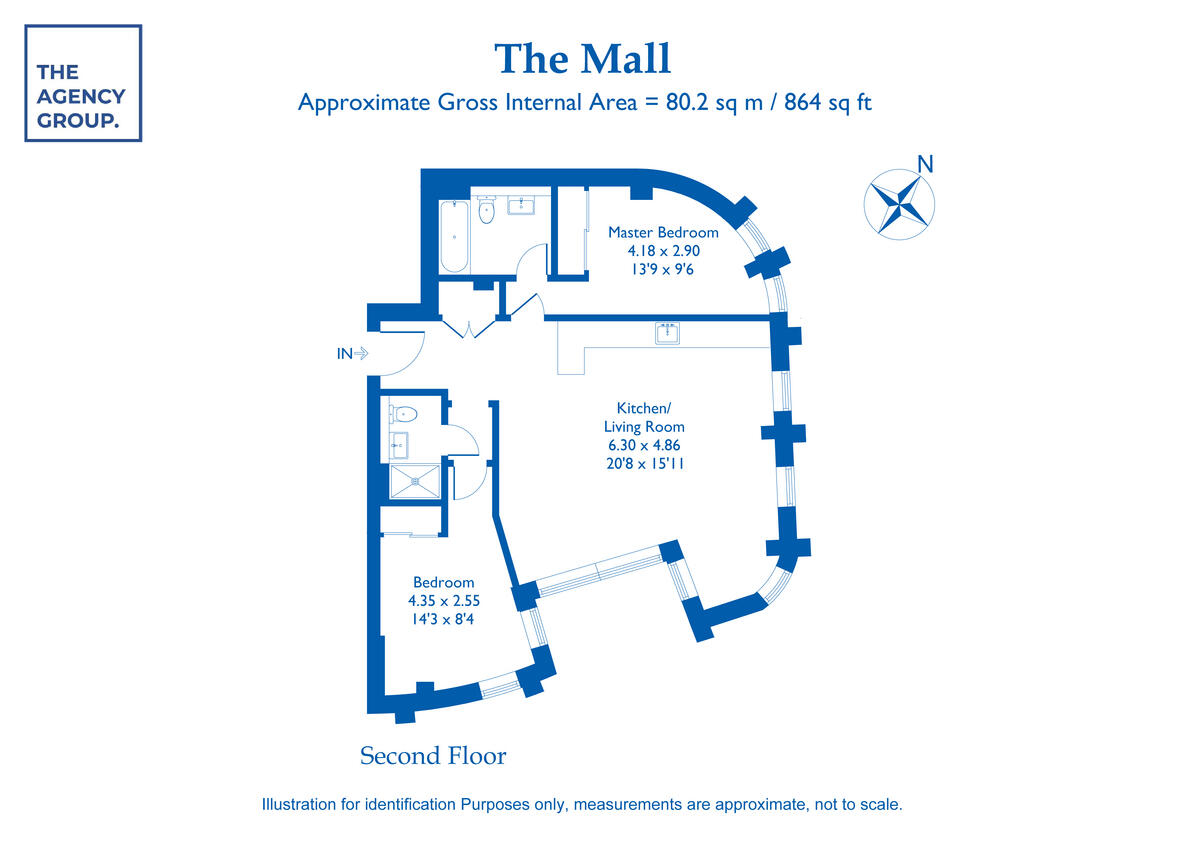 THE
AGENCY
GROUP.
The Mall
Approximate Gross Internal Area = 80.2 sq m / 864 sq ft
N
Master Bedroom
4.18 x 2.90
13'9 x 9'6
IN
Kitchen/
Living Room
6.30 x 4.86
20'8 x 15'11
Bedroom
4.35 x 2.55
14'3 x 8'4
Second Floor
Illustration for identification Purposes only, measurements are approximate, not to scale.